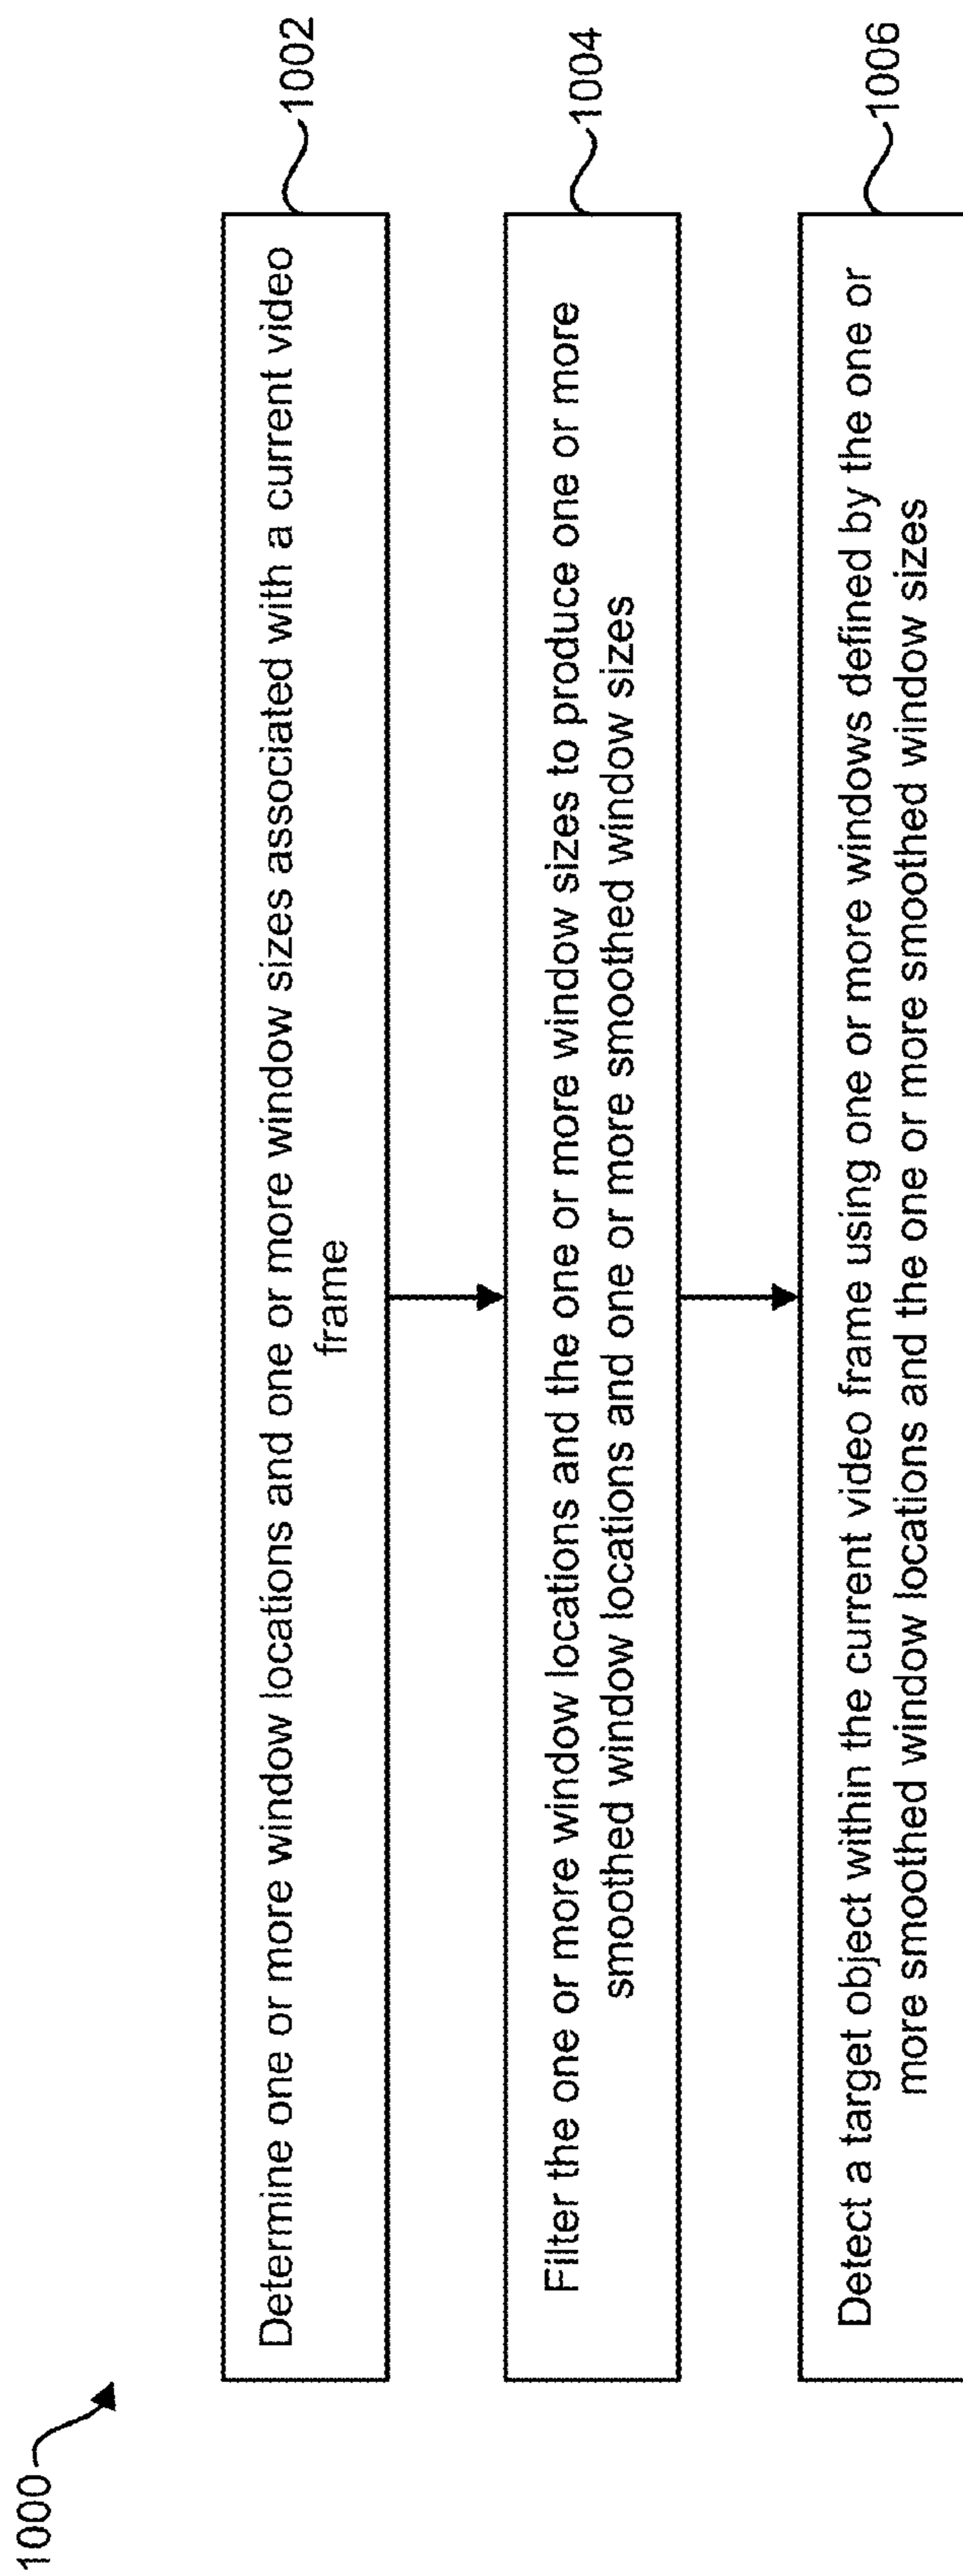 1000
Determine one or more window locations and one or more window sizes associated with a current video
frame
1002
Filter the one or more window locations and the one or more window sizes to produce one or more
smoothed window locations and one or more smoothed window sizes
1004
Detect a target object within the current video frame using one or more windows defined by the one or
more smoothed window locations and the one or more smoothed window sizes
1006